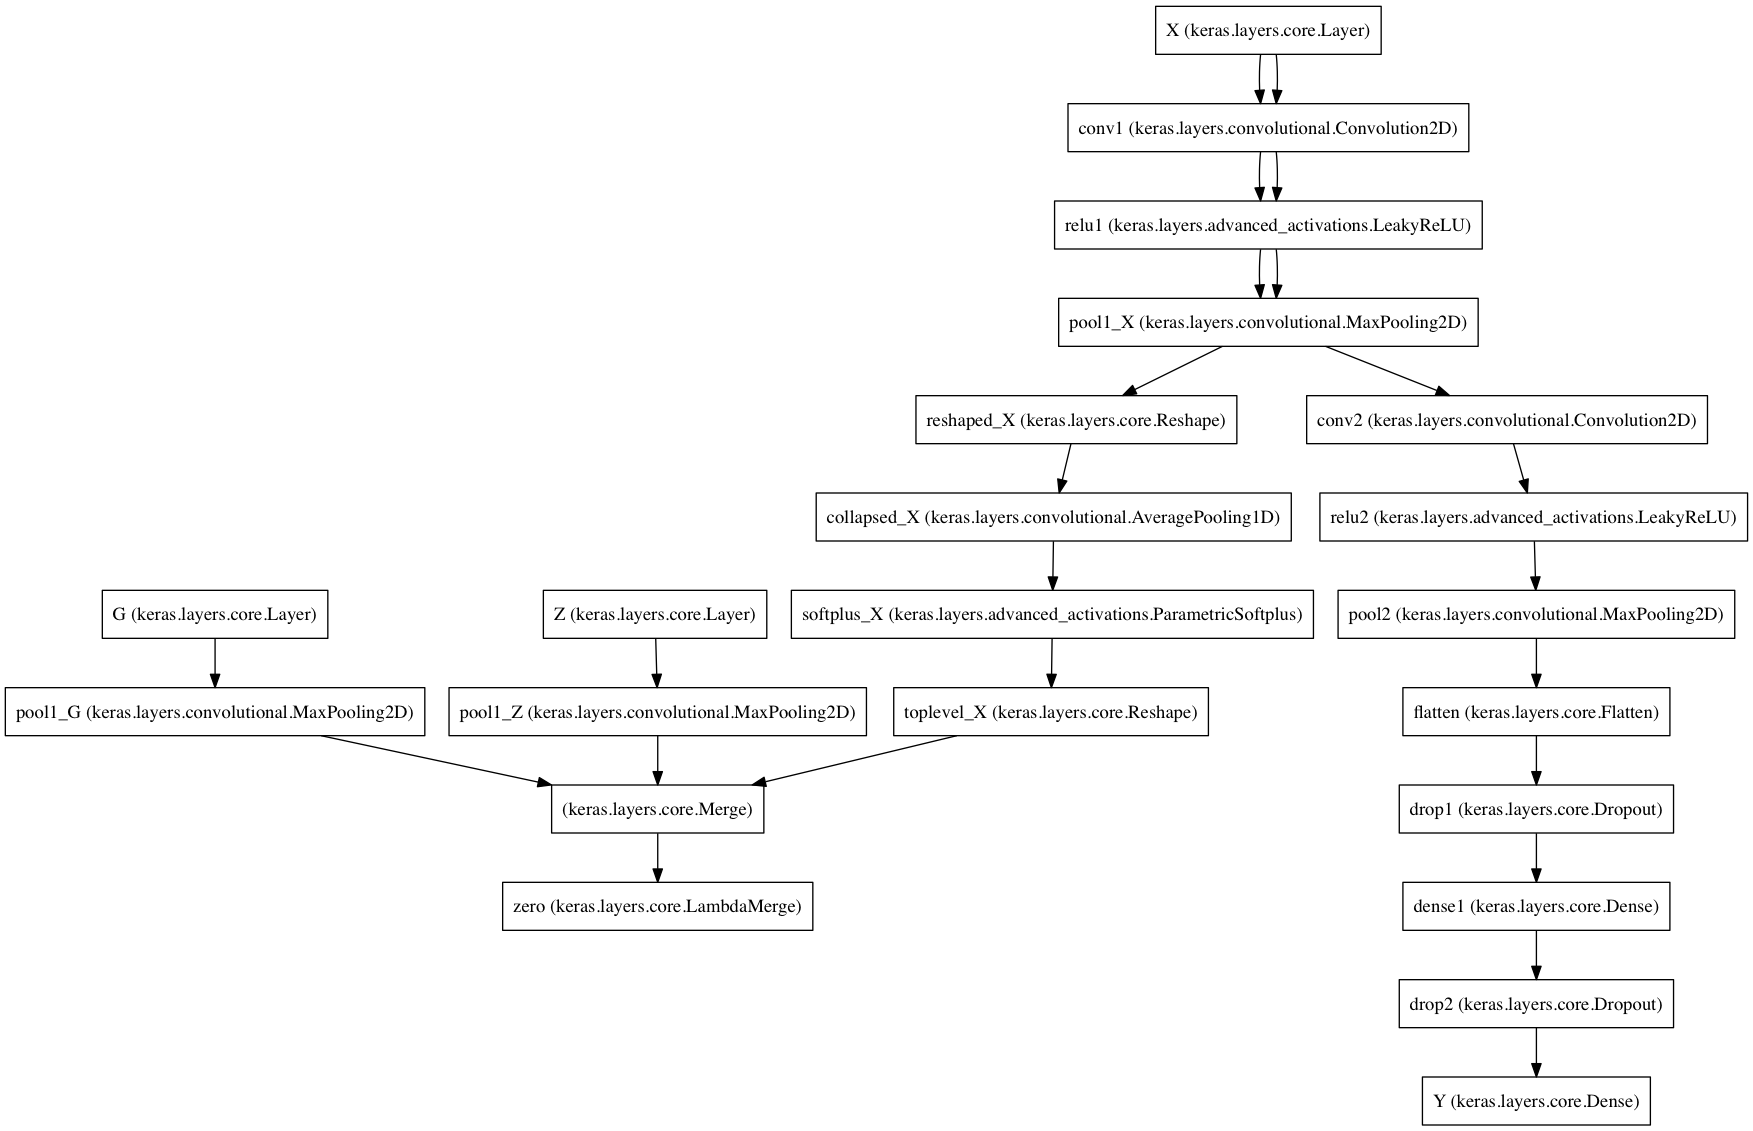 X (keras.layers.core.Layer)
conv1 (keras.layers.convolutional.Convolution2D)
relu1 (keras.layers.advanced_activations.LeakyReLU)
pool1_X (keras.layers.convolutional.MaxPooling2D)
reshaped_X (keras.layers.core.Reshape)
conv2 (keras.layers.convolutional.Convolution2D)
collapsed_X (keras.layers.convolutional.AveragePooling1D)
relu2 (keras.layers.advanced_activations.LeakyReLU)
G (keras.layers.core.Layer)
Z (keras.layers.core.Layer)
softplus_X (keras.layers.advanced_activations.ParametricSoftplus)
pool2 (keras.layers.convolutional.MaxPooling2D)
pool1_G (keras.layers.convolutional.MaxPooling2D)
pool1_Z (keras.layers.convolutional.MaxPooling2D)
toplevel_X (keras.layers.core.Reshape)
flatten (keras.layers.core.Flatten)
(keras.layers.core.Merge)
drop1 (keras.layers.core.Dropout)
zero (keras.layers.core.LambdaMerge)
dense1 (keras.layers.core.Dense)
drop2 (keras.layers.core.Dropout)
Y (keras.layers.core.Dense)